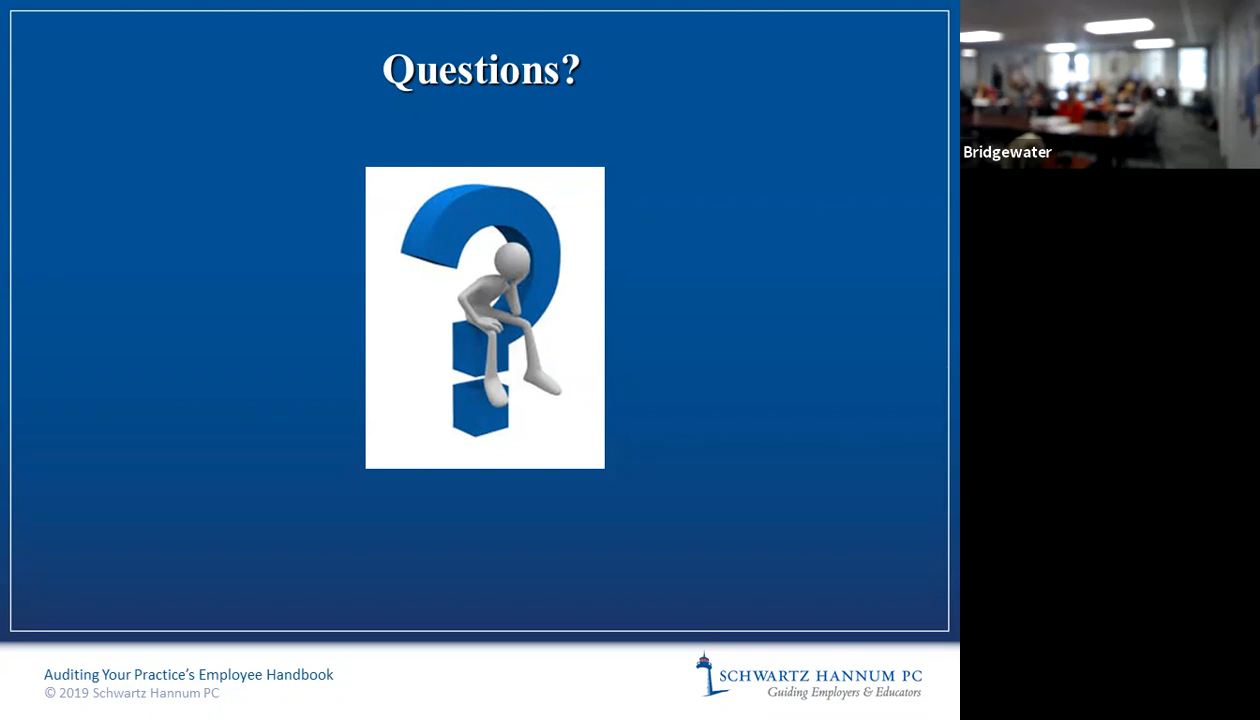 Questions?
Bridgewater
Auditing Your Practice's Employee Handbook
© 2019 Schwartz Hannum PC
SCHWARTZ HANNUM PC
Guiding Employers & Educators